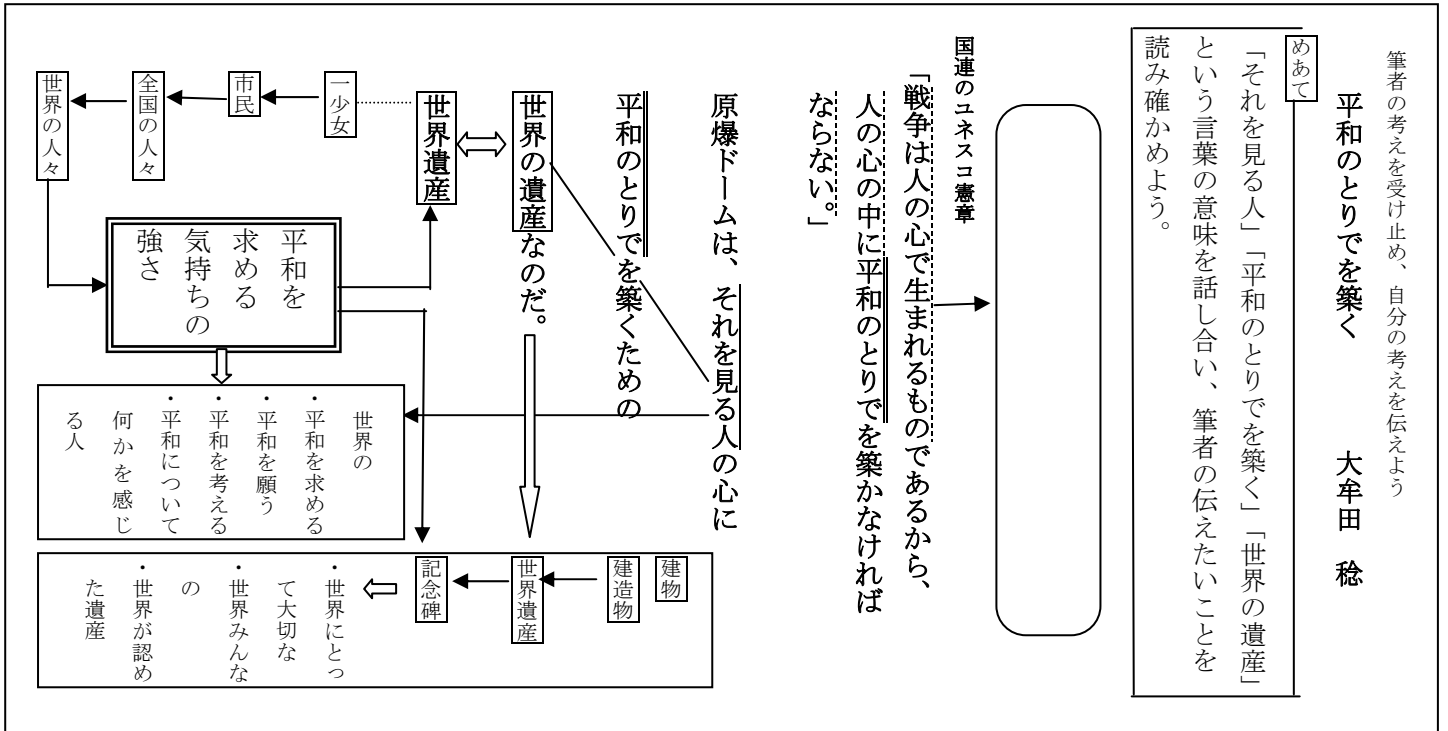 筆者の考えを受け止め、自分の考えを伝えよう
平和のとりでを築く　大牟田　稔
めあて
「それを見る人」「平和のとりでを築く」「世界の遺産」
という言葉の意味を話し合い、筆者の伝えたいことを
読み確かめよう。
国連のユネスコ憲章
「戦争は人の心で生まれるものであるから、
人の心の中に平和のとりでを築かなければ
ならない。」
原爆ドームは、それを見る人の心に
平和のとりでを築くための
世界の遺産なのだ。
世界遺産
一少女
市民
全国の人々
世界の人々
平和を
求める
気持ちの
強さ
世界の
・平和を求める
・平和を願う
・平和を考える
・平和について
何かを感じ
る人
建物
建造物
世界遺産
記念碑
・世界にとっ
て大切な
・世界みんな
の
・世界が認め
た遺産